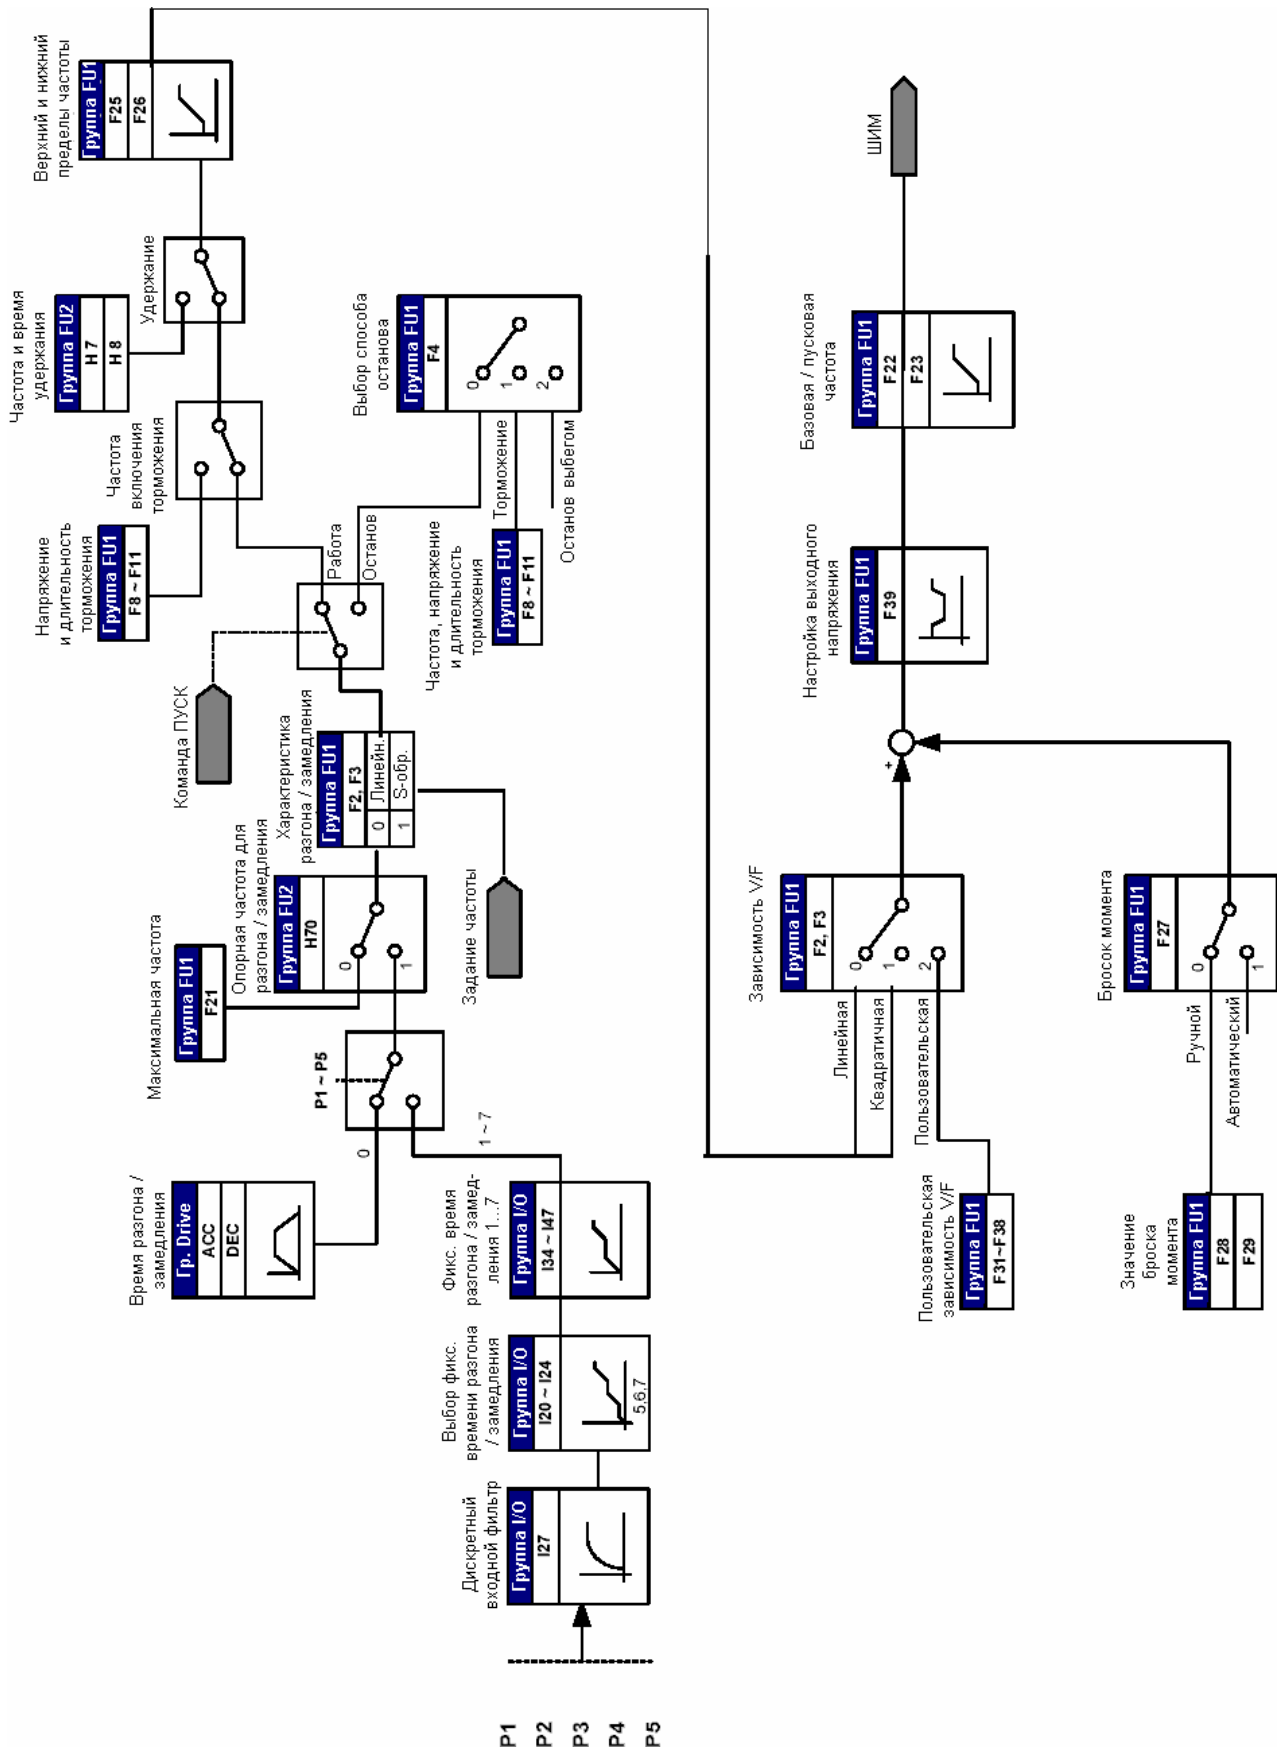 P1
P2
P3
P4
P5
Дискретный
входной фильтр
Группа I/O
I27
Выбор фикс.
времени разгона
/ замедления
Группа I/O
I20 ~ I24
5,6,7
Фикс. время
разгона / замед-
ления 1...7
Группа I/O
I34 ~ I47
Время разгона /
замедления
Гр. Drive
ACC
DEC
0
1 ~ 7
P1 ~ P5
Максимальная частота
Группа FU1
F21
Опорная частота для
разгона / замедления
Группа FU2
H70
0
1
Задание частоты
Характеристика
разгона / замедления
Группа FU1
F2, F3
0 Линейн.
1 S-обр.
Команда ПУСК
Работа
Останов
Напряжение
и длительность
торможения
Группа FU1
F8 ~ F11
Частота, напряжение
и длительность
торможения
Группа FU1
F8 ~ F11
Торможение
Останов выбегом
Частота
включения
торможения
Выбор способа
останова
Группа FU1
F4
0
1
2
Частота и время
удержания
Группа FU2
H 7
H 8
Удержание
Верхний и нижний
пределы частоты
Группа FU1
F25
F26
Пользовательская
зависимость V/F
Группа FU1
F31~F38
Линейная
Квадратичная
Пользовательская
Зависимость V/F
Группа FU1
F2, F3
0
1
2
+
Значение
броска
момента
Группа FU1
F28
F29
Ручной
Автоматический
Бросок момента
Группа FU1
F27
0
1
Настройка выходного
напряжения
Группа FU1
F39
Базовая / пусковая
частота
Группа FU1
F22
F23
ШИМ